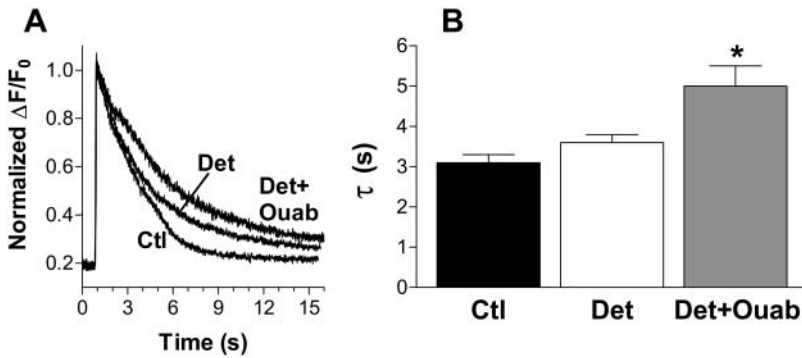 A
Normalized ΔF/F0
1.0
0.8
0.6
0.4
0.2
Det
Det+
Ouab
Ctl
0 3 6 9 12 15
Time (s)
B
τ (s)
6
5
4
3
2
1
0
*
Ctl Det Det+Ouab